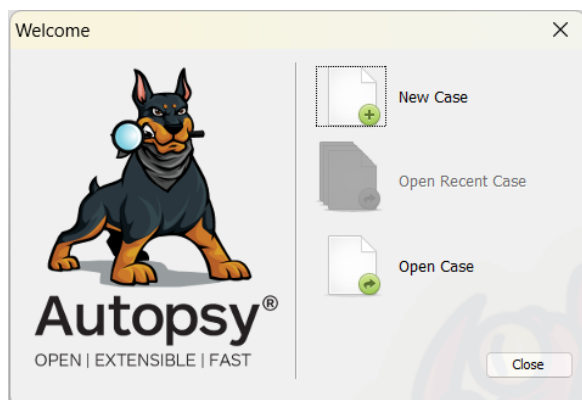 Welcome
New Case
Open Recent Case
Open Case
Autopsy®
OPEN | EXTENSIBLE | FAST
Close